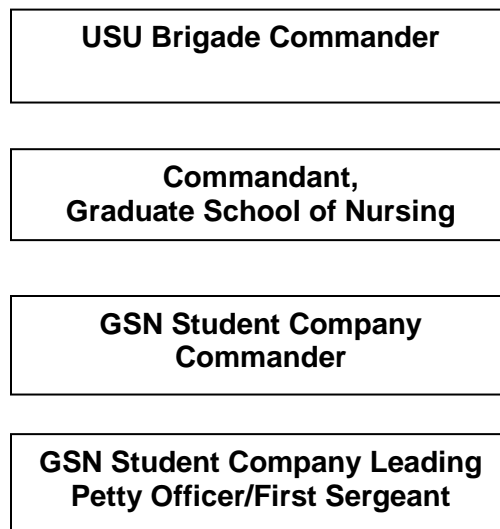 USU Brigade Commander
Commandant,
Graduate School of Nursing
GSN Student Company
Commander
GSN Student Company Leading
Petty Officer/First Sergeant